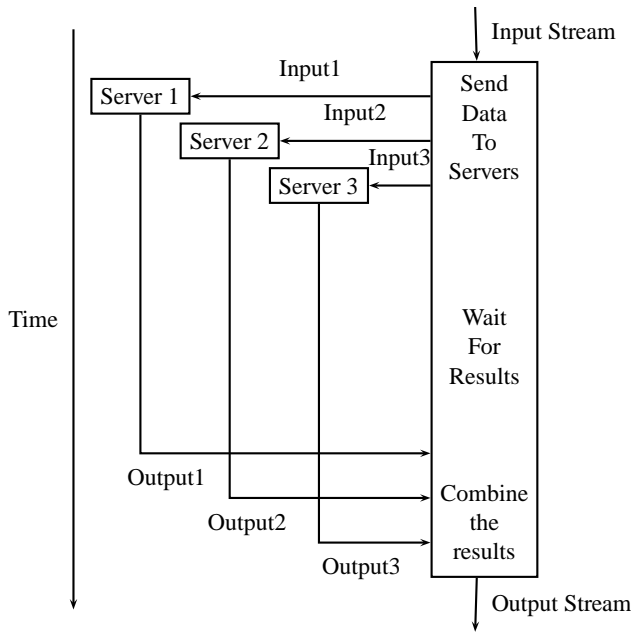 Input Stream
Input1
Send
Server 1
Data
Input2
To
Server 2
Input3
Servers
Server 3
Time
Wait
For
Results
Output1
Combine
Output2
the
results
Output3
Output Stream